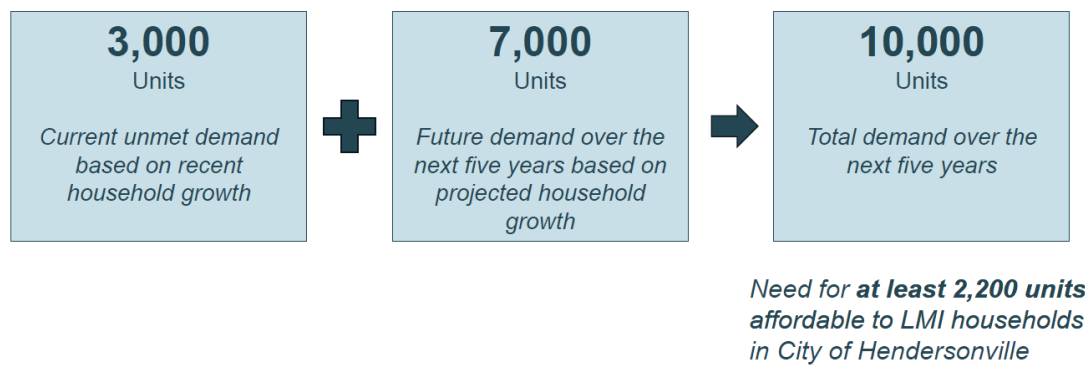 3,000
Units
Current unmet demand
based on recent
household growth
7,000
Units
Future demand over the
next five years based on
projected household
growth
10,000
Units
Total demand over the
next five years
Need for at least 2,200 units
affordable to LMI households
in City of Hendersonville